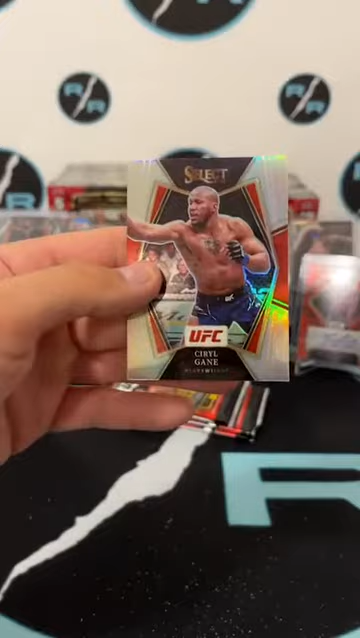 R/R
R/R
SELECT
UFC
CIRYL
GANE
HEAVYWEIGHT
R